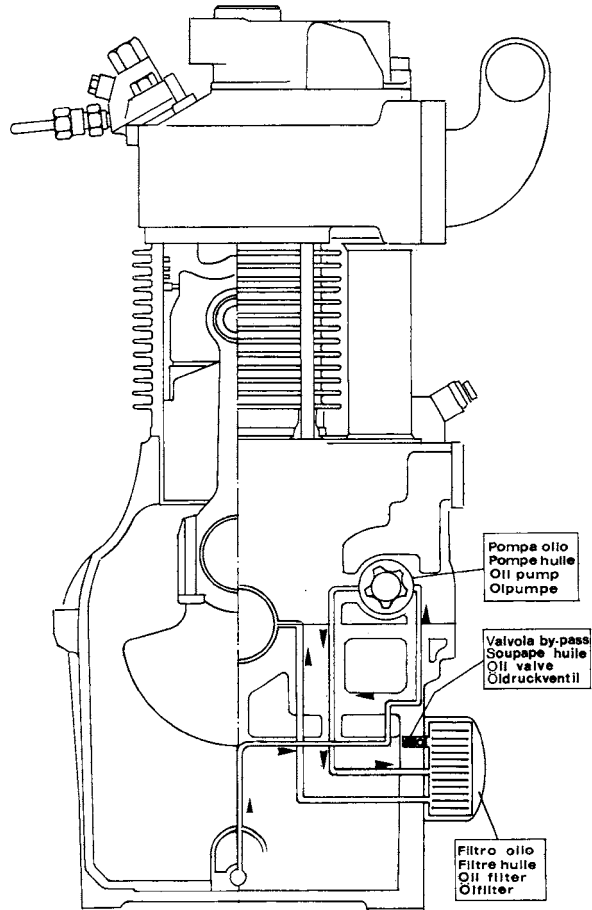 Pompa olio
Pompe huile
Oil pump
Olpumpe
Valvola by-pass
Soupape huile
Oil valve
Öldruckventil
Filtro olio
Filtre huile
Oil filter
Ölfilter